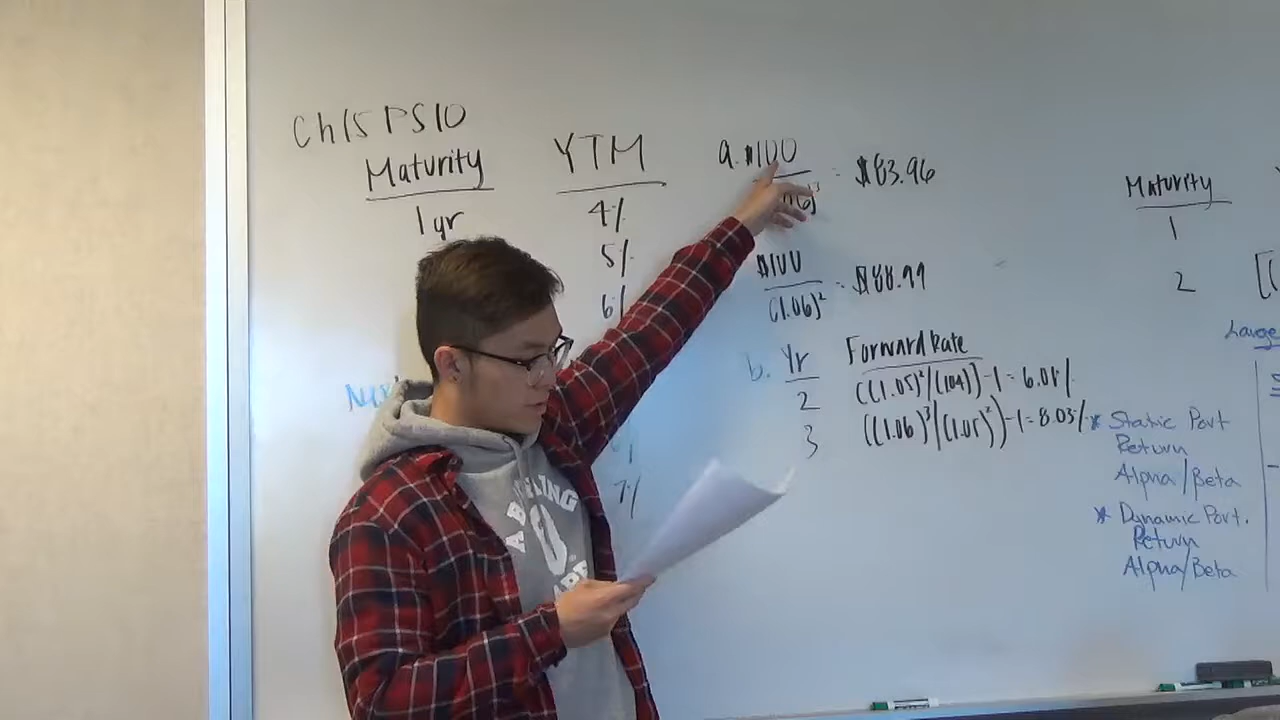 Ch15 PS10
Maturity YTM
1 yr 4%
5%
6%
7%
a. $100 = $83.96
$100 / (1.06)² = $88.99
b. Yr Forward Rate
2 ((1.05)²/(1.04)) - 1 = 6.01%
3 ((1.06)³/(1.05)²) - 1 = 8.03%
Maturity
1
2
* Static Port
Return
Alpha/Beta
* Dynamic Port.
Return
Alpha/Beta